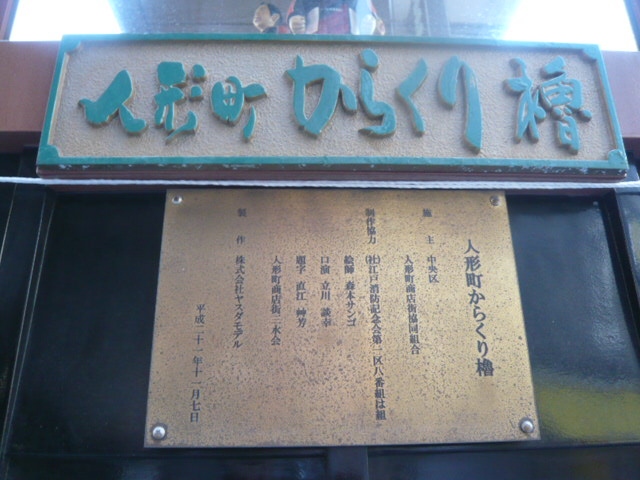 人形町からくり櫓
人形町からくり櫓
施主 中央区
人形町商店街協同組合
制作協力 (社)江戸消防記念会第一区八番組は組
絵師 森本サンゴ
口演 立川 談幸
題字 直江 艸芳
人形町商店街二水会
製作 株式会社ヤスダモデル
平成二十一年十一月七日